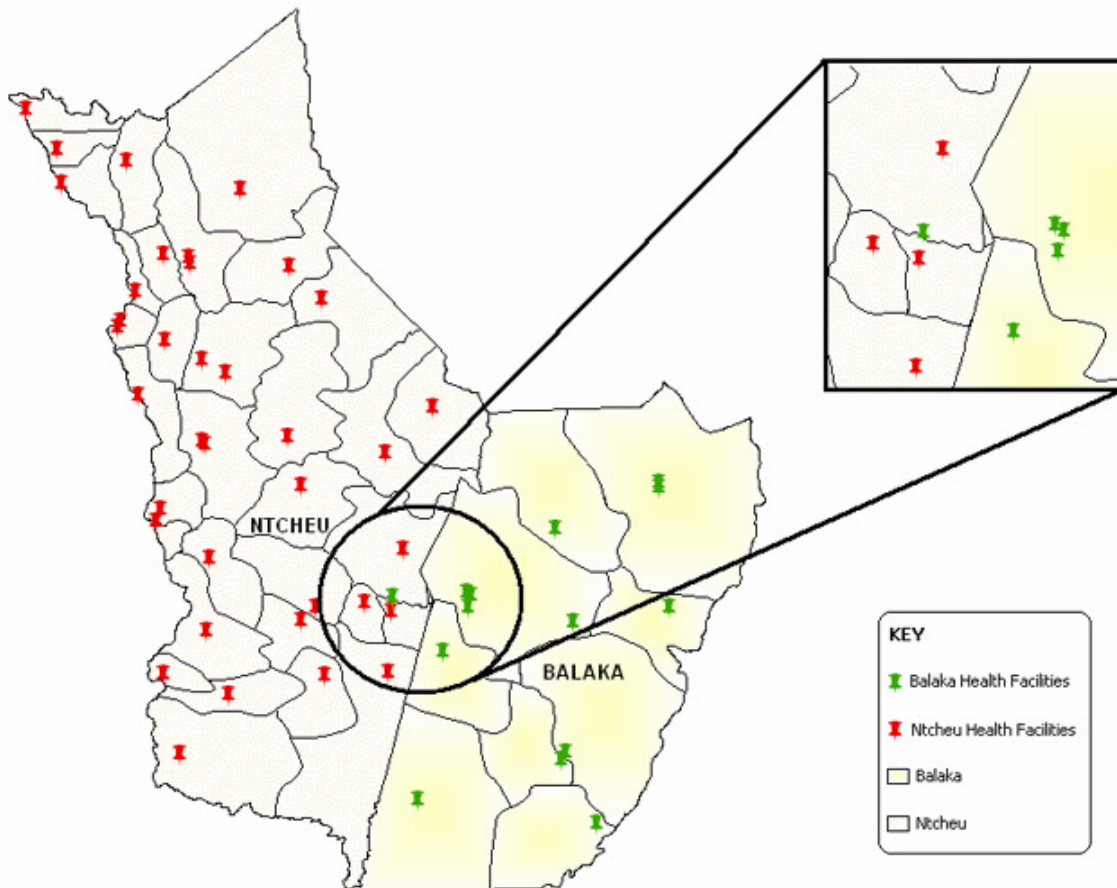 NTCHEU
BALAKA
KEY
Balaka Health Facilities
Ntcheu Health Facilities
Balaka
Ntcheu